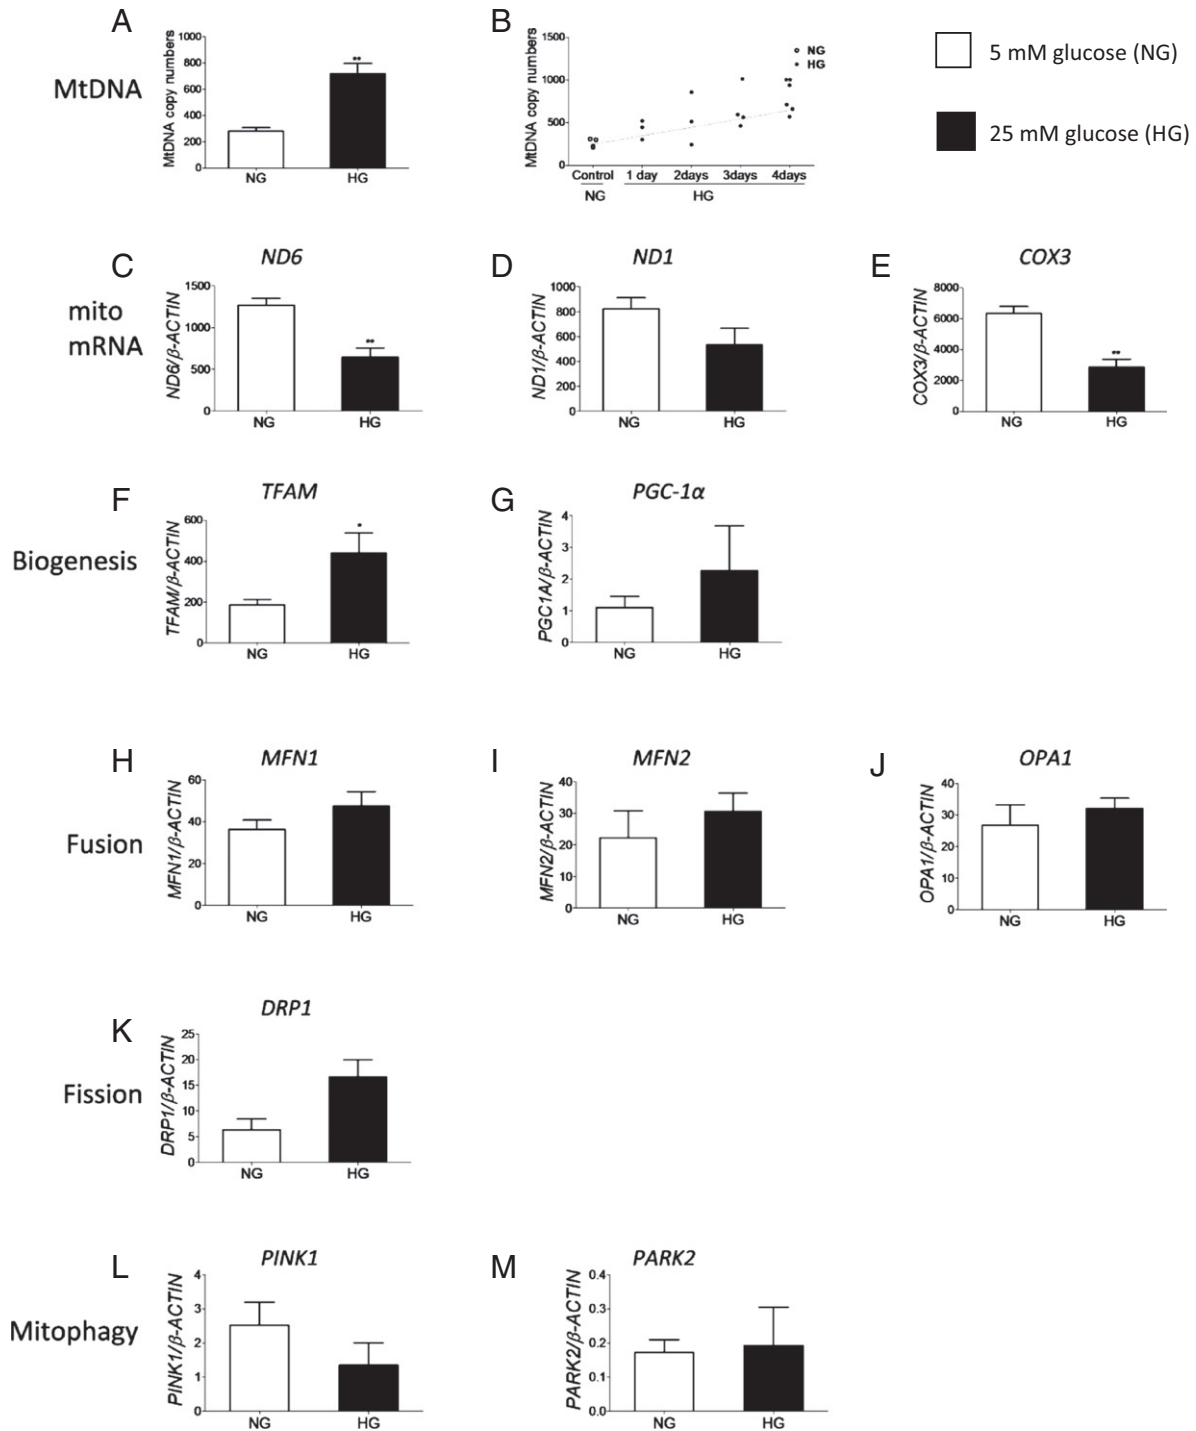 A
B
MtDNA
MtDNA copy numbers
1000
800
600
400
200
0
**
NG
HG
MtDNA copy numbers
1500
1000
500
0
NG
HG
Control
1 day
2days
3days
4days
NG
HG
5 mM glucose (NG)
25 mM glucose (HG)
mito
mRNA
C
ND6
ND6/β-ACTIN
1500
1000
500
0
**
NG
HG
D
ND1
ND1/β-ACTIN
1000
800
600
400
200
0
NG
HG
E
COX3
COX3/β-ACTIN
8000
6000
4000
2000
0
**
NG
HG
Biogenesis
F
TFAM
TFAM/β-ACTIN
600
400
200
0
*
NG
HG
G
PGC-1α
PGC1A/β-ACTIN
4
3
2
1
0
NG
HG
Fusion
H
MFN1
MFN1/β-ACTIN
60
40
20
0
NG
HG
I
MFN2
MFN2/β-ACTIN
40
30
20
10
0
NG
HG
J
OPA1
OPA1/β-ACTIN
40
30
20
10
0
NG
HG
Fission
K
DRP1
DRP1/β-ACTIN
25
20
15
10
5
0
NG
HG
Mitophagy
L
PINK1
PINK1/β-ACTIN
4
3
2
1
0
NG
HG
M
PARK2
PARK2/β-ACTIN
0.4
0.3
0.2
0.1
0.0
NG
HG